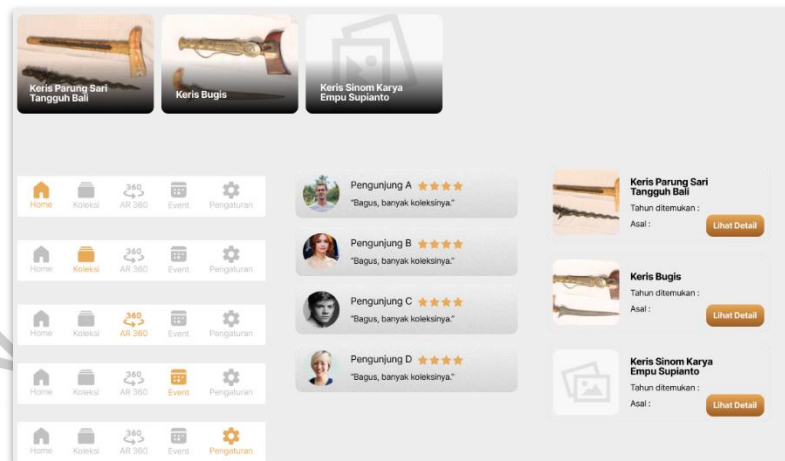 Keris Parung Sari
Tangguh Bali
Keris Bugis
Keris Sinom Karya
Empu Supianto
Home
Koleksi
360
AR 360
Event
Pengaturan
Home
Koleksi
360
AR 360
Event
Pengaturan
Home
Koleksi
360
AR 360
Event
Pengaturan
Home
Koleksi
360
AR 360
Event
Pengaturan
Home
Koleksi
360
AR 360
Event
Pengaturan
Pengunjung A
"Bagus, banyak koleksinya."
Pengunjung B
"Bagus, banyak koleksinya."
Pengunjung C
"Bagus, banyak koleksinya."
Pengunjung D
"Bagus, banyak koleksinya."
Keris Parung Sari
Tangguh Bali
Tahun ditemukan :
Asal :
Lihat Detail
Keris Bugis
Tahun ditemukan :
Asal :
Lihat Detail
Keris Sinom Karya
Empu Supianto
Tahun ditemukan :
Asal :
Lihat Detail